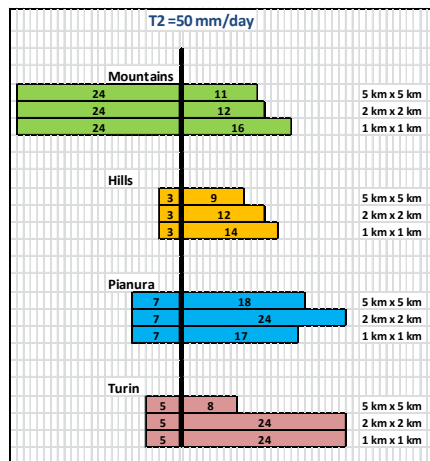 T2 =50 mm/day
Mountains
24 11 5 km x 5 km
24 12 2 km x 2 km
24 16 1 km x 1 km
Hills
3 9 5 km x 5 km
3 12 2 km x 2 km
3 14 1 km x 1 km
Pianura
7 18 5 km x 5 km
7 24 2 km x 2 km
7 17 1 km x 1 km
Turin
5 8 5 km x 5 km
5 24 2 km x 2 km
5 24 1 km x 1 km